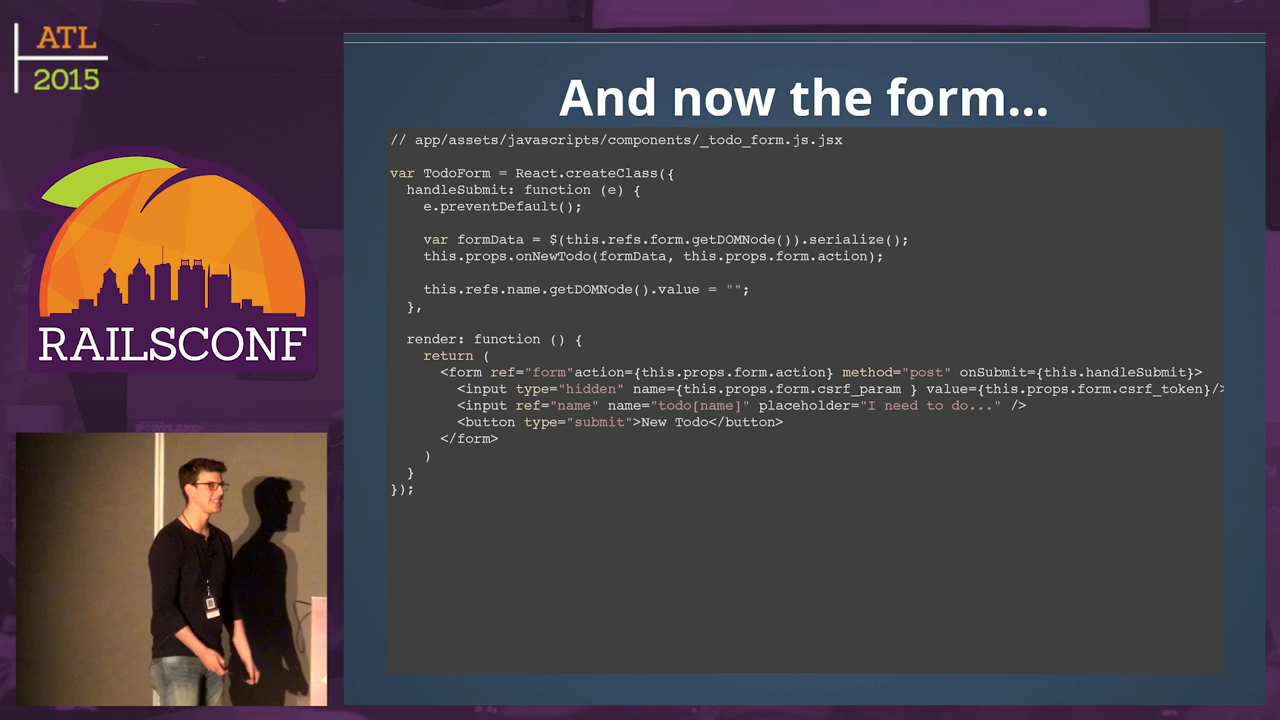 ATL
2015
RAILSCONF
And now the form...
// app/assets/javascripts/components/_todo_form.js.jsx
var TodoForm = React.createClass({
handleSubmit: function (e) {
e.preventDefault();
var formData = $(this.refs.form.getDOMNode()).serialize();
this.props.onNewTodo(formData, this.props.form.action);
this.refs.name.getDOMNode().value = "";
},
render: function () {
return (
<form ref="form"action={this.props.form.action} method="post" onSubmit={this.handleSubmit}>
<input type="hidden" name={this.props.form.csrf_param } value={this.props.form.csrf_token}/>
<input ref="name" name="todo[name]" placeholder="I need to do..." />
<button type="submit">New Todo</button>
</form>
)
}
});